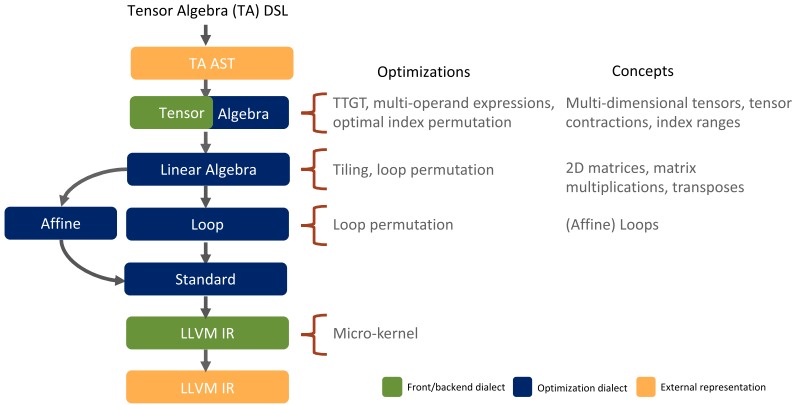 Tensor Algebra (TA) DSL
TA AST
Optimizations
Concepts
Tensor Algebra
TTGT, multi-operand expressions,
optimal index permutation
Multi-dimensional tensors, tensor
contractions, index ranges
Linear Algebra
Tiling, loop permutation
2D matrices, matrix
multiplications, transposes
Affine
Loop
Loop permutation
(Affine) Loops
Standard
LLVM IR
Micro-kernel
LLVM IR
Front/backend dialect
Optimization dialect
External representation